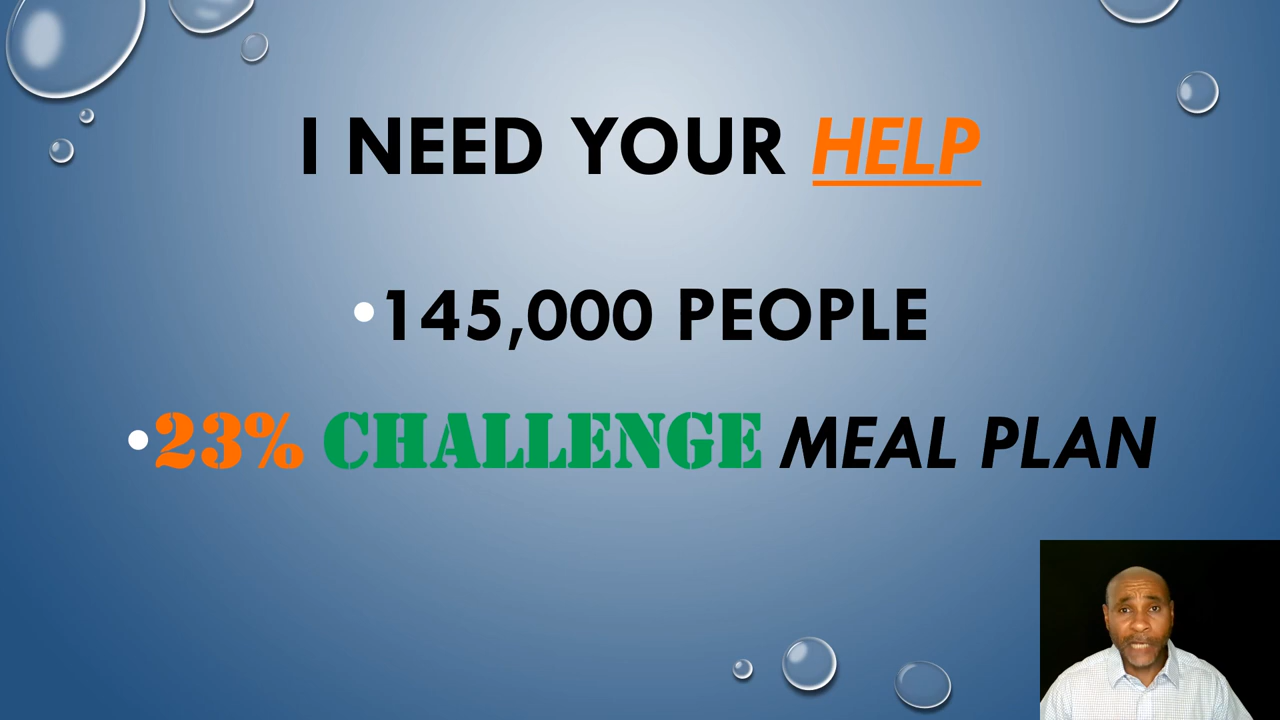 I NEED YOUR HELP
•145,000 PEOPLE
•23% CHALLENGE MEAL PLAN